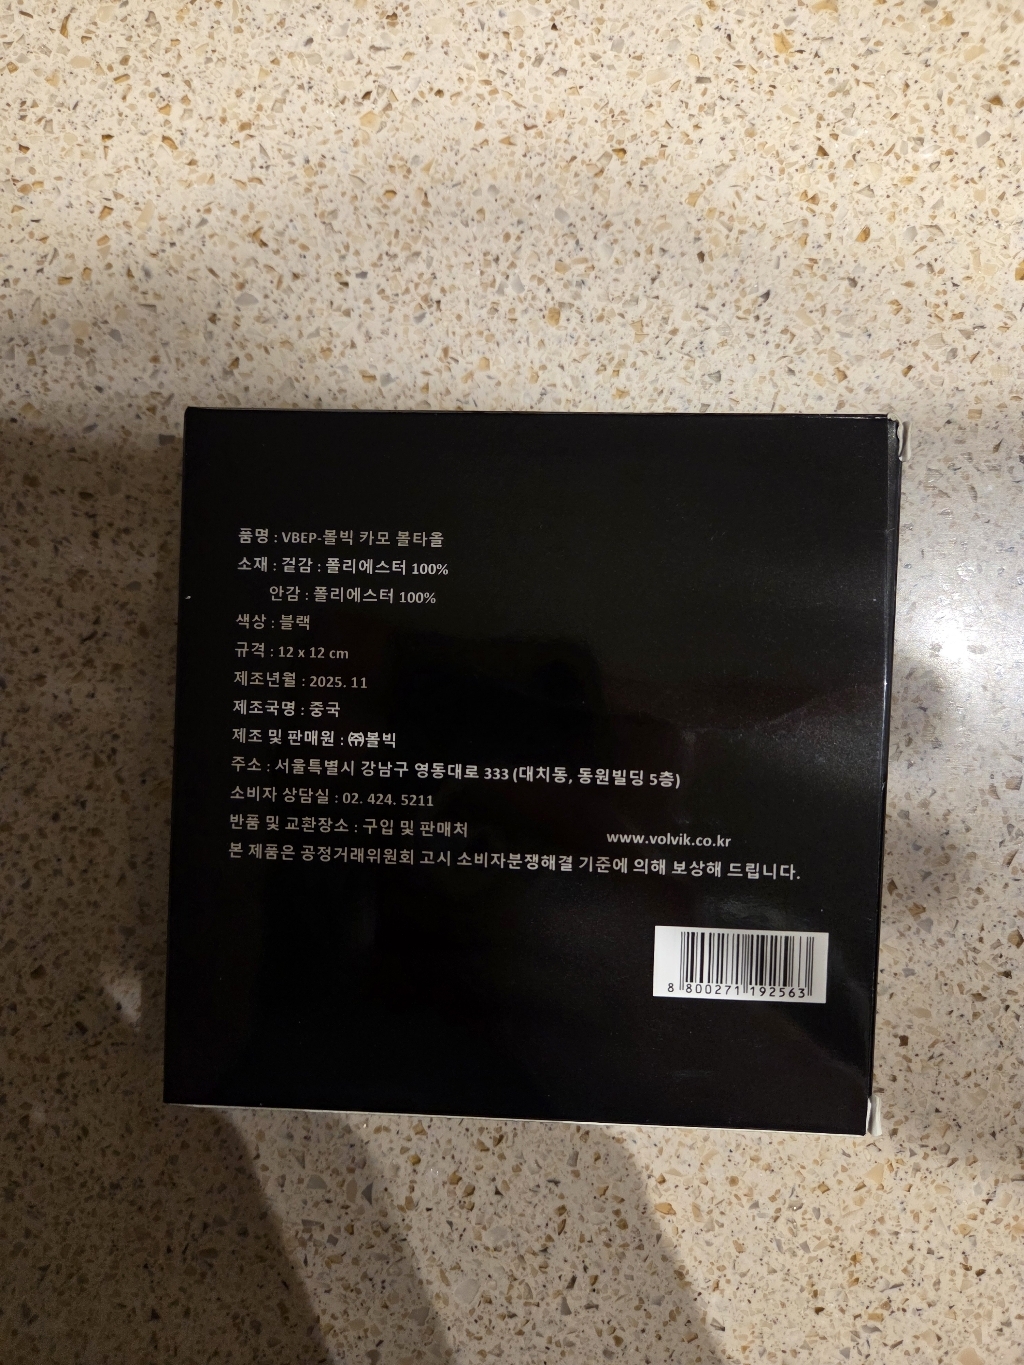 품명 : VBEP-볼빅 카모 볼타올
소재 : 겉감 : 폴리에스터 100%
안감 : 폴리에스터 100%
색상 : 블랙
규격 : 12 x 12 cm
제조년월 : 2025. 11
제조국명 : 중국
제조 및 판매원 : ㈜볼빅
주소 : 서울특별시 강남구 영동대로 333 (대치동, 동원빌딩 5층)
소비자 상담실 : 02. 424. 5211
반품 및 교환장소 : 구입 및 판매처
www.volvik.co.kr
본 제품은 공정거래위원회 고시 소비자분쟁해결 기준에 의해 보상해 드립니다.
8 800271 192563